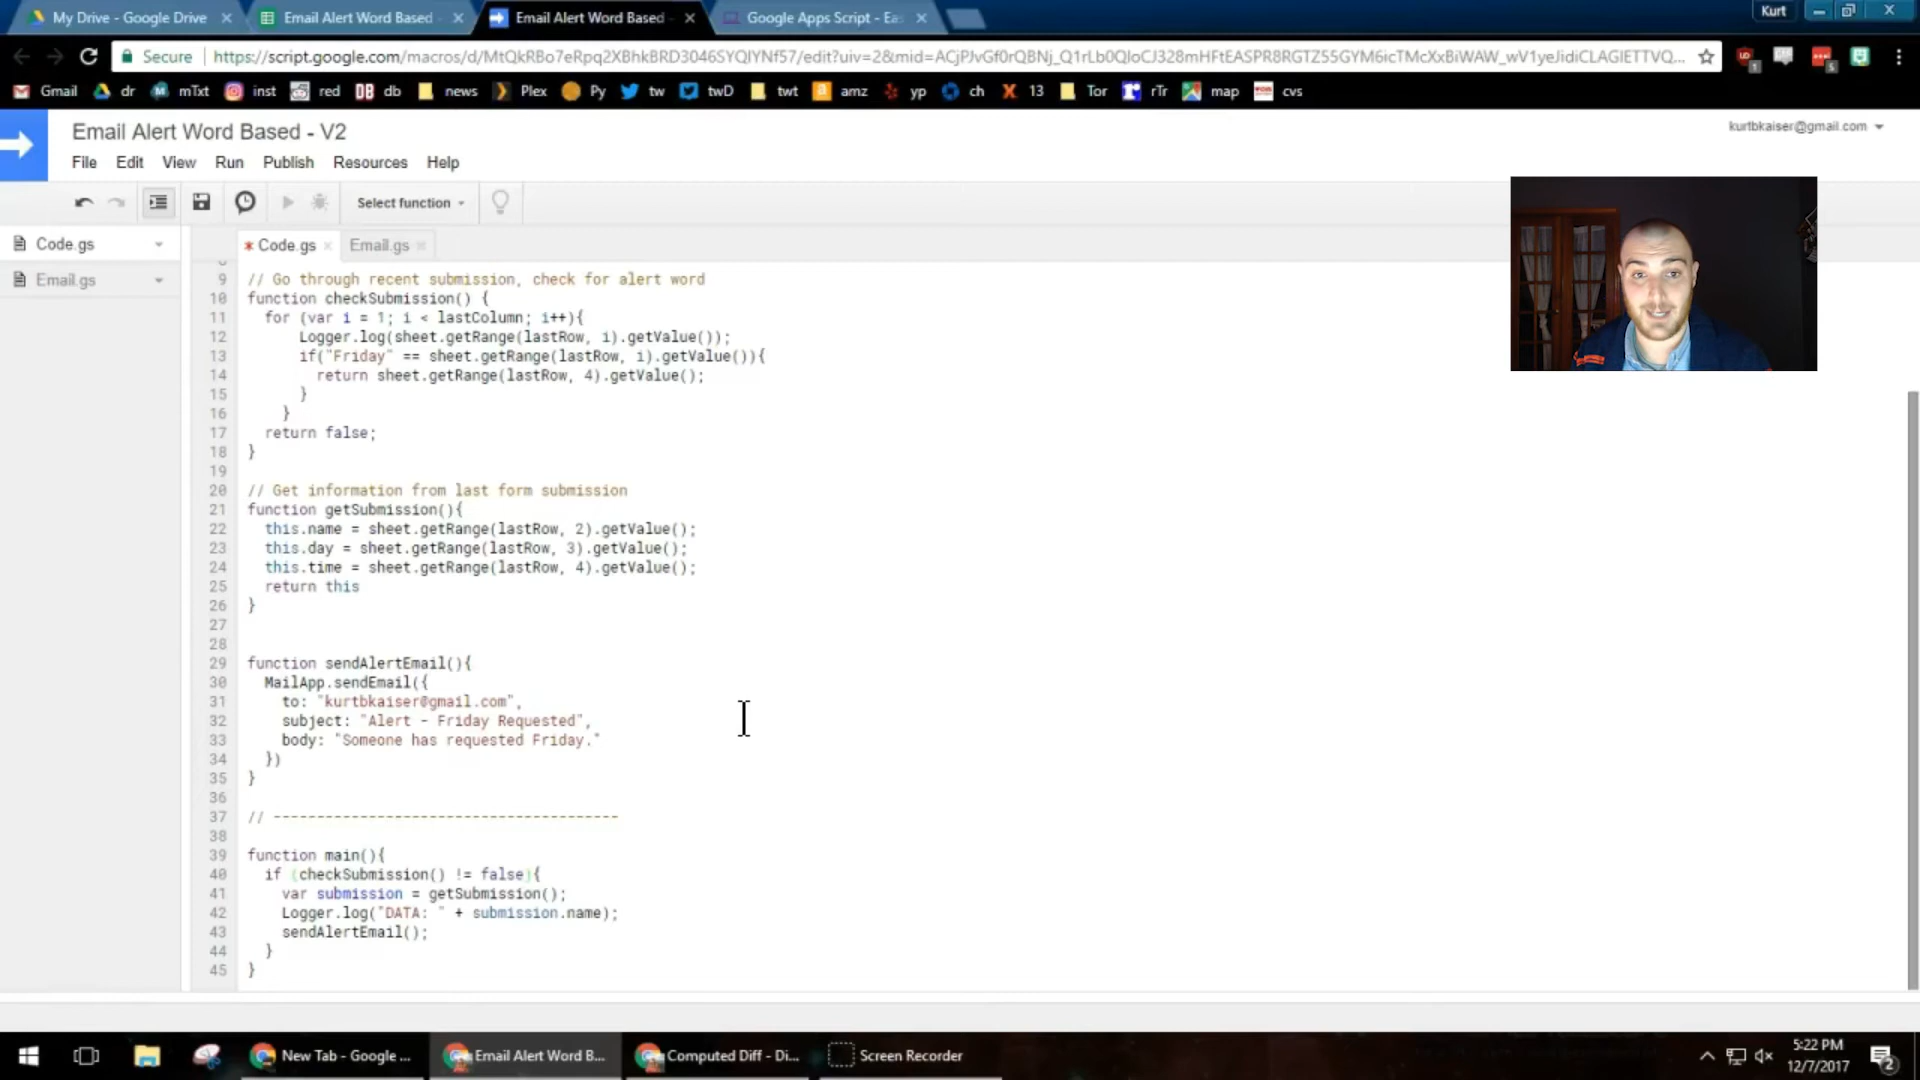 My Drive - Google Drive
Email Alert Word Based -
Email Alert Word Based
Google Apps Script - Eas
Kurt
Secure
https://script.google.com/macros/d/MtQkRBo7eRpq2XBhkBRD3046SYQlYNf57/edit?uiv=2&mid=ACjPJvGf0rQBNj_Q1rLb0QloCJ328mHFtEASPR8RGTZ55GYM6icTMcXxBiWAW_wV1yeJidiCLAGIETTVQ...
Gmail dr mTxt inst red db news Plex Py tw twD twt amz yp ch 13 Tor rTr map cvs
Email Alert Word Based - V2
kurtbkaiser@gmail.com
File Edit View Run Publish Resources Help
Select function
Code.gs
Email.gs
* Code.gs
Email.gs
9 // Go through recent submission, check for alert word
10 function checkSubmission() {
11 for (var i = 1; i < lastColumn; i++){
12 Logger.log(sheet.getRange(lastRow, i).getValue());
13 if("Friday" == sheet.getRange(lastRow, i).getValue()){
14 return sheet.getRange(lastRow, 4).getValue();
15 }
16 }
17 return false;
18 }
19
20 // Get information from last form submission
21 function getSubmission(){
22 this.name = sheet.getRange(lastRow, 2).getValue();
23 this.day = sheet.getRange(lastRow, 3).getValue();
24 this.time = sheet.getRange(lastRow, 4).getValue();
25 return this
26 }
27
28
29 function sendAlertEmail(){
30 MailApp.sendEmail({
31 to: "kurtbkaiser@gmail.com",
32 subject: "Alert - Friday Requested",
33 body: "Someone has requested Friday."
34 })
35 }
36
37 // ----------------------------------------
38
39 function main(){
40 if (checkSubmission() != false){
41 var submission = getSubmission();
42 Logger.log("DATA: " + submission.name);
43 sendAlertEmail();
44 }
45 }
New Tab - Google ...
Email Alert Word B...
Computed Diff - Di...
Screen Recorder
5:22 PM
12/7/2017
2